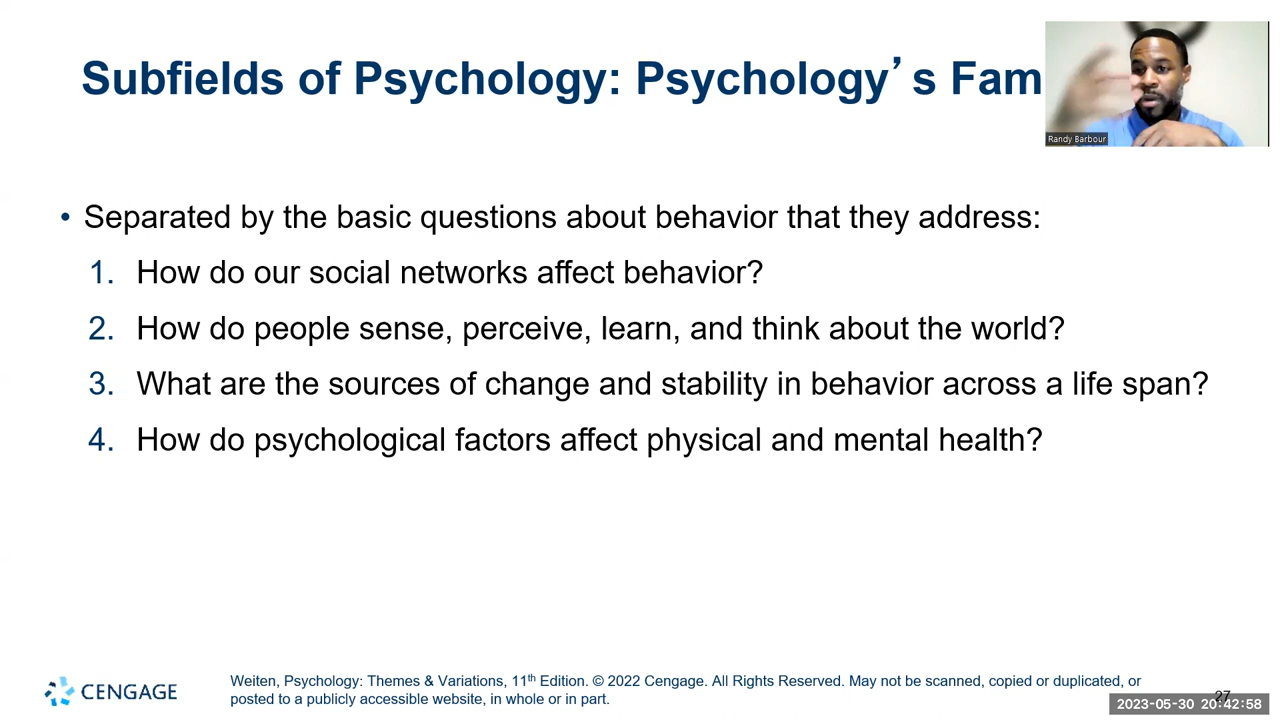 Subfields of Psychology: Psychology’s Fam
Randy Barbour
• Separated by the basic questions about behavior that they address:
1. How do our social networks affect behavior?
2. How do people sense, perceive, learn, and think about the world?
3. What are the sources of change and stability in behavior across a life span?
4. How do psychological factors affect physical and mental health?
CENGAGE
Weiten, Psychology: Themes & Variations, 11th Edition. © 2022 Cengage. All Rights Reserved. May not be scanned, copied or duplicated, or
posted to a publicly accessible website, in whole or in part.
27
2023-05-30 20:42:58